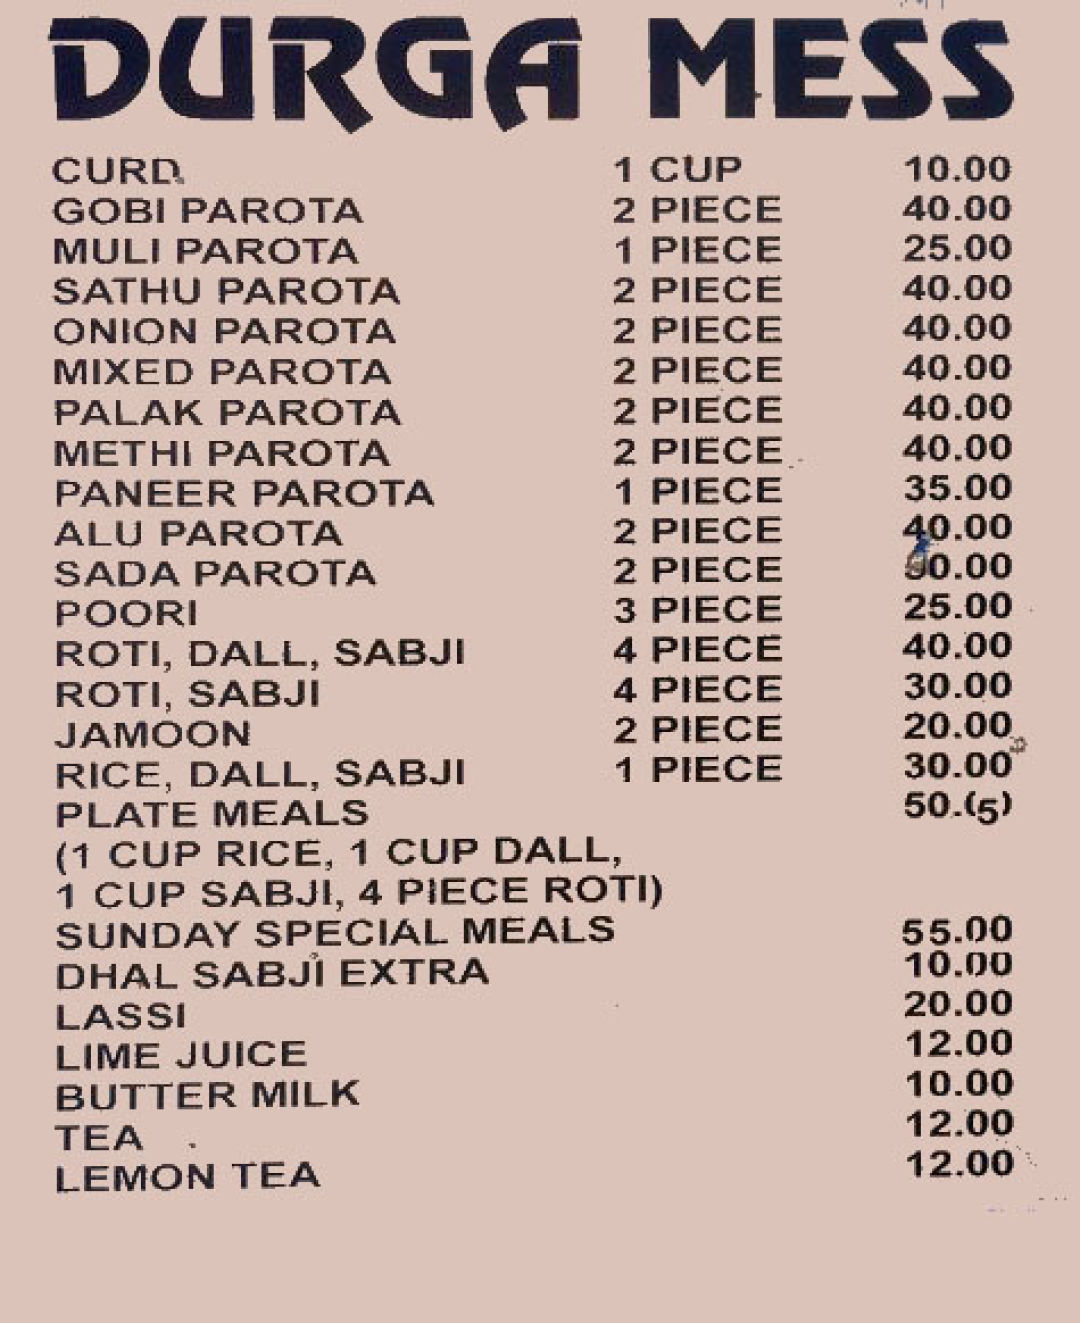 DURGA MESS
CURD 1 CUP 10.00
GOBI PAROTA 2 PIECE 40.00
MULI PAROTA 1 PIECE 25.00
SATHU PAROTA 2 PIECE 40.00
ONION PAROTA 2 PIECE 40.00
MIXED PAROTA 2 PIECE 40.00
PALAK PAROTA 2 PIECE 40.00
METHI PAROTA 2 PIECE 40.00
PANEER PAROTA 1 PIECE 35.00
ALU PAROTA 2 PIECE 40.00
SADA PAROTA 2 PIECE
POORI 3 PIECE 25.00
ROTI, DALL, SABJI 4 PIECE 40.00
ROTI, SABJI 4 PIECE 30.00
JAMOON 2 PIECE 20.00
RICE, DALL, SABJI 1 PIECE 30.00
PLATE MEALS 50.(5)
(1 CUP RICE, 1 CUP DALL,
1 CUP SABJI, 4 PIECE ROTI)
SUNDAY SPECIAL MEALS 55.00
DHAL SABJI EXTRA 10.00
LASSI 20.00
LIME JUICE 12.00
BUTTER MILK 10.00
TEA 12.00
LEMON TEA 12.00